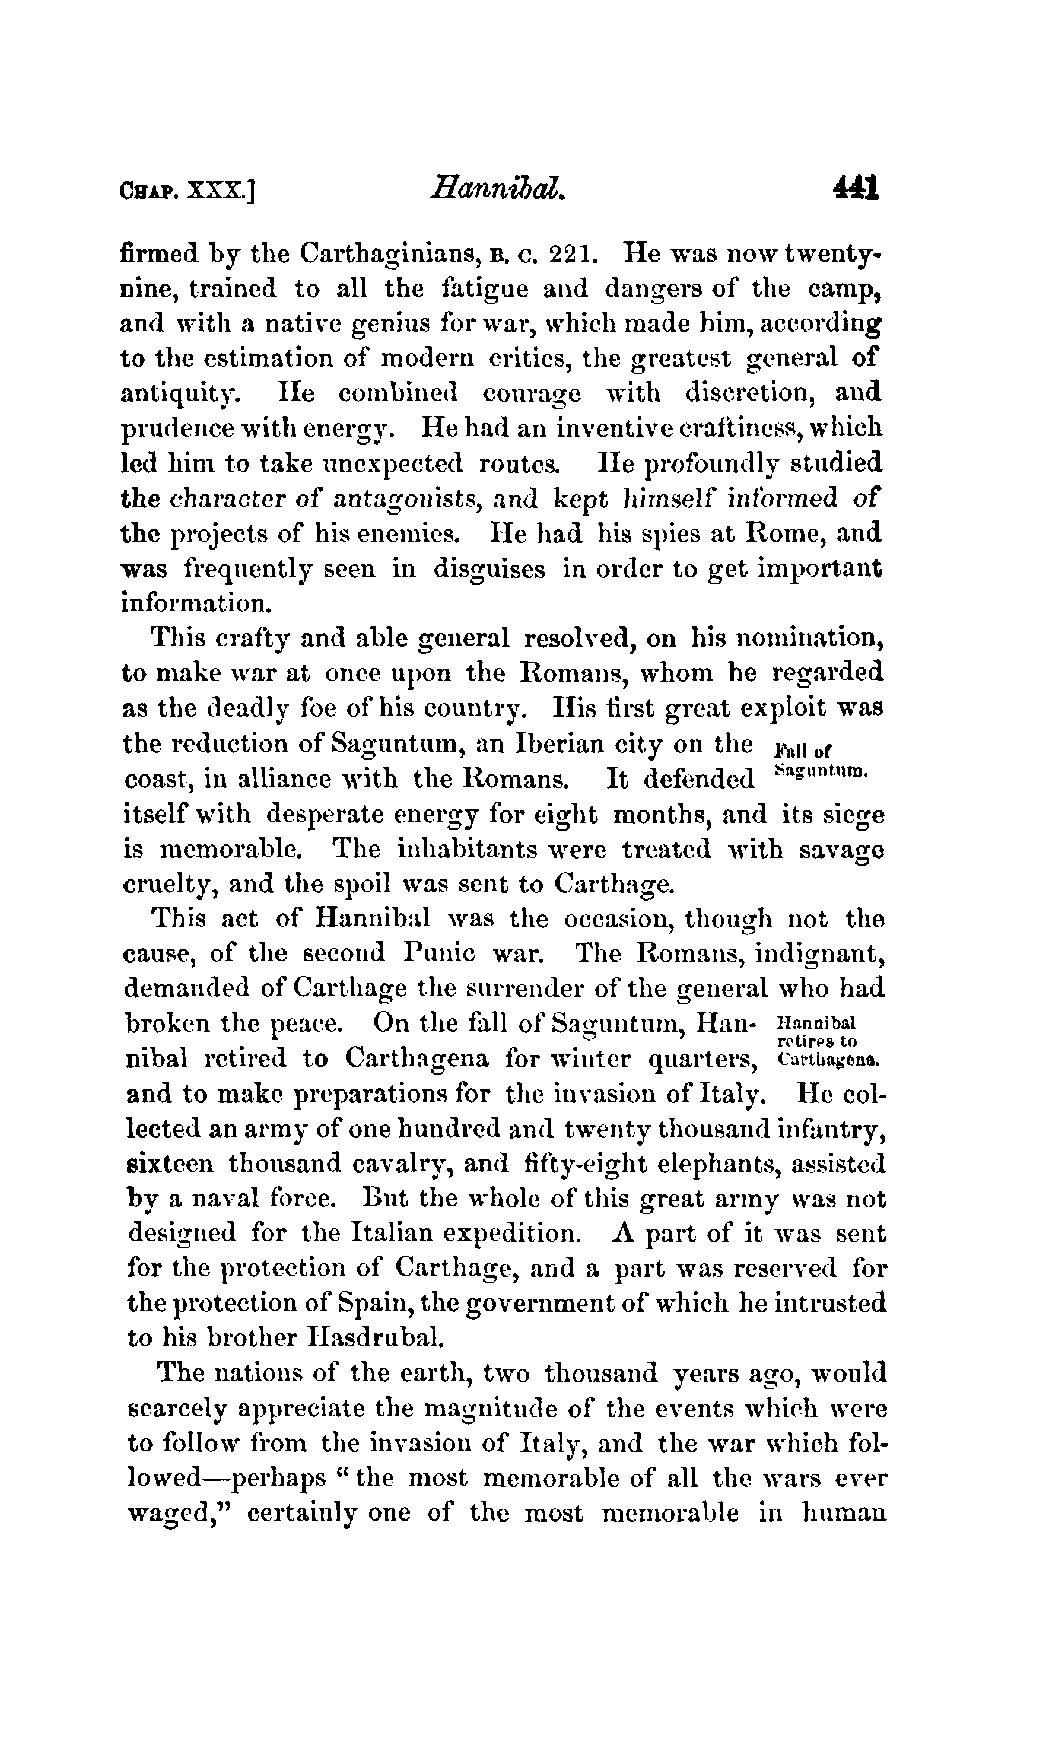 CHAP. XXX.] Hannibal. 441
firmed by the Carthaginians, B. C. 221. He was now twenty-
nine, trained to all the fatigue and dangers of the camp,
and with a native genius for war, which made him, according
to the estimation of modern critics, the greatest general of
antiquity. He combined courage with discretion, and
prudence with energy. He had an inventive craftiness, which
led him to take unexpected routes. He profoundly studied
the character of antagonists, and kept himself informed of
the projects of his enemies. He had his spies at Rome, and
was frequently seen in disguises in order to get important
information.
This crafty and able general resolved, on his nomination,
to make war at once upon the Romans, whom he regarded
as the deadly foe of his country. His first great exploit was
the reduction of Saguntum, an Iberian city on the Fall of
coast, in alliance with the Romans. It defended Saguntum.
itself with desperate energy for eight months, and its siege
is memorable. The inhabitants were treated with savage
cruelty, and the spoil was sent to Carthage.
This act of Hannibal was the occasion, though not the
cause, of the second Punic war. The Romans, indignant,
demanded of Carthage the surrender of the general who had
broken the peace. On the fall of Saguntum, Han- Hannibal
retires to
nibal retired to Carthagena for winter quarters, Carthagena.
and to make preparations for the invasion of Italy. He col-
lected an army of one hundred and twenty thousand infantry,
sixteen thousand cavalry, and fifty-eight elephants, assisted
by a naval force. But the whole of this great army was not
designed for the Italian expedition. A part of it was sent
for the protection of Carthage, and a part was reserved for
the protection of Spain, the government of which he intrusted
to his brother Hasdrubal.
The nations of the earth, two thousand years ago, would
scarcely appreciate the magnitude of the events which were
to follow from the invasion of Italy, and the war which fol-
lowed—perhaps "the most memorable of all the wars ever
waged," certainly one of the most memorable in human